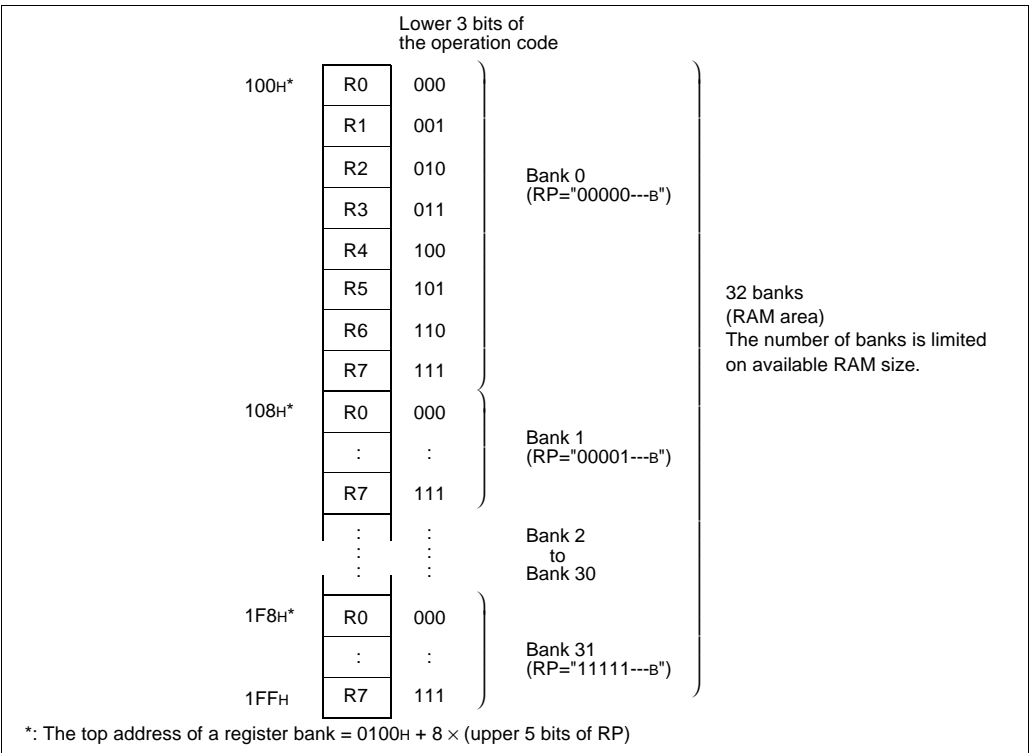 Lower 3 bits of
the operation code
100H* R0 000
R1 001
R2 010
Bank 0
(RP="00000---B")
R3 011
R4 100
R5 101
32 banks
(RAM area)
The number of banks is limited
on available RAM size.
R6 110
R7 111
108H* R0 000
Bank 1
(RP="00001---B")
: :
R7 111
: :
: :
: :
Bank 2
to
Bank 30
1F8H* R0 000
: :
Bank 31
(RP="11111---B")
1FFH R7 111
*: The top address of a register bank = 0100H + 8 × (upper 5 bits of RP)